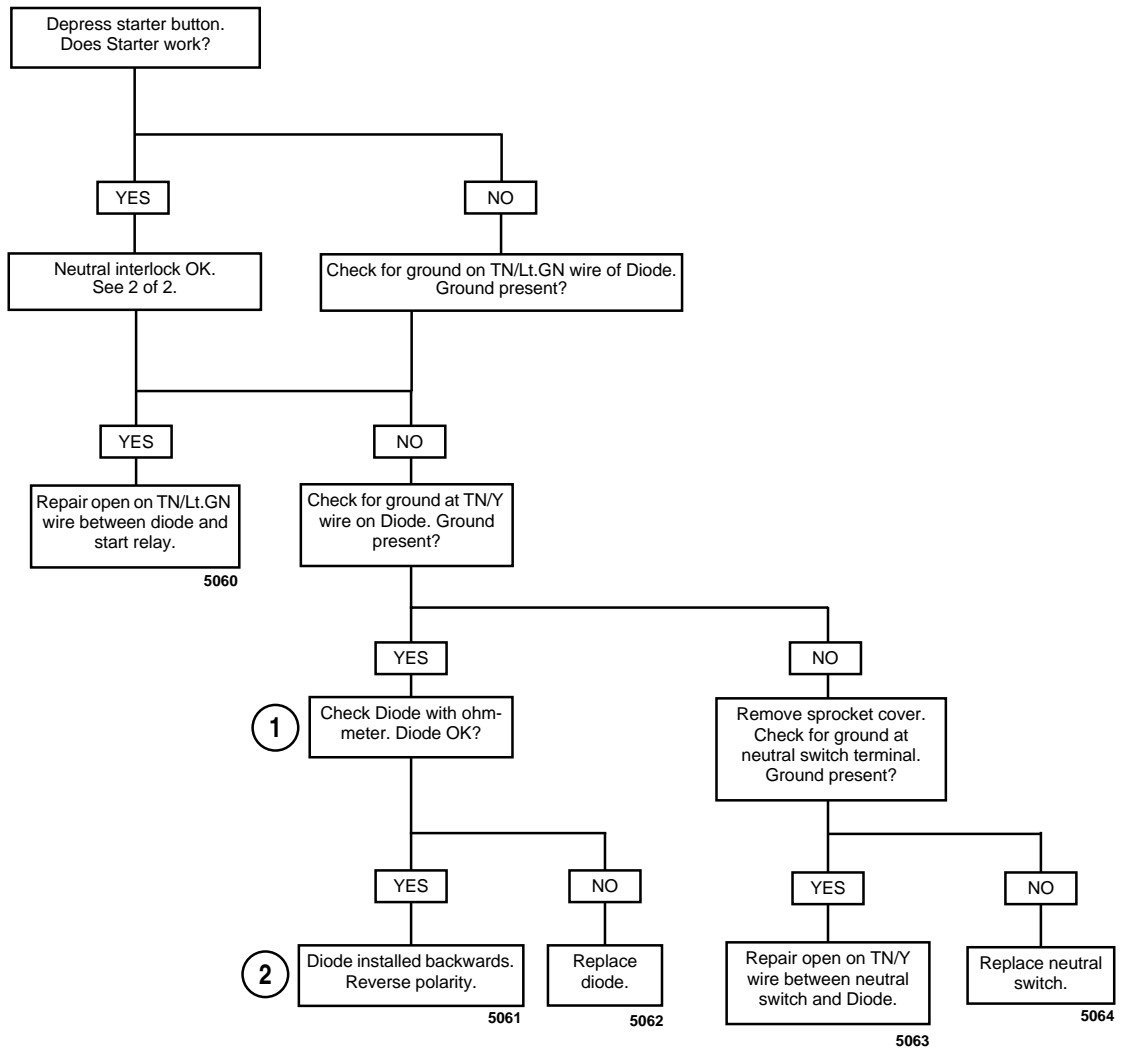 Depress starter button.
Does Starter work?
YES
NO
Neutral interlock OK.
See 2 of 2.
Check for ground on TN/Lt.GN wire of Diode.
Ground present?
YES
NO
Repair open on TN/Lt.GN
wire between diode and
start relay.
5060
Check for ground at TN/Y
wire on Diode. Ground
present?
YES
NO
1
Check Diode with ohm-
meter. Diode OK?
Remove sprocket cover.
Check for ground at
neutral switch terminal.
Ground present?
YES
NO
YES
NO
2
Diode installed backwards.
Reverse polarity.
5061
Replace
diode.
5062
Repair open on TN/Y
wire between neutral
switch and Diode.
5063
Replace neutral
switch.
5064